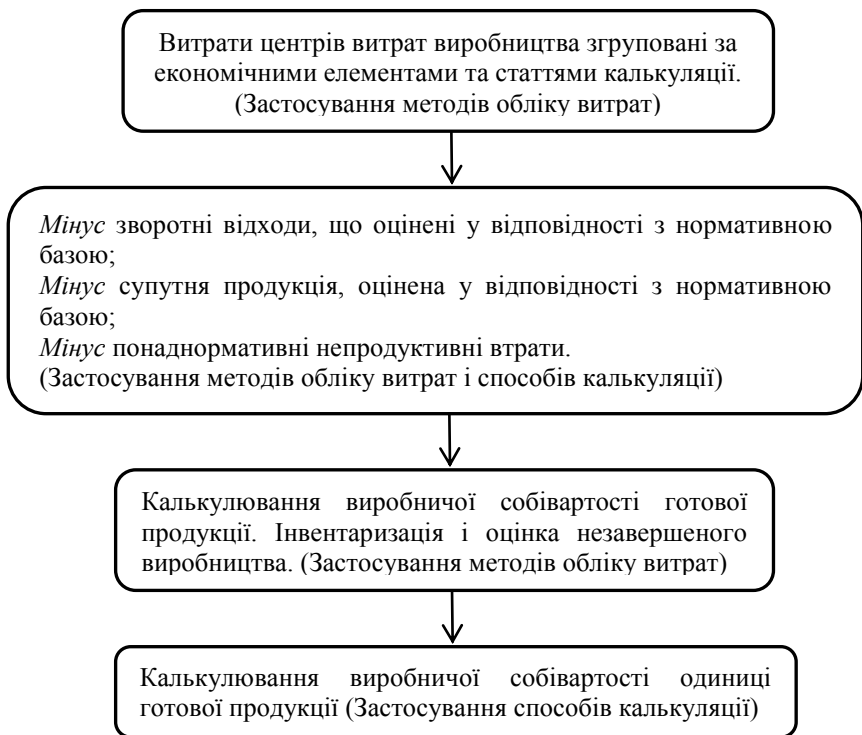 Витрати центрів витрат виробництва згруповані за
економічними елементами та статтями калькуляції.
(Застосування методів обліку витрат)
Мінус зворотні відходи, що оцінені у відповідності з нормативною
базою;
Мінус супутня продукція, оцінена у відповідності з нормативною
базою;
Мінус понаднормативні непродуктивні втрати.
(Застосування методів обліку витрат і способів калькуляції)
Калькулювання виробничої собівартості готової
продукції. Інвентаризація і оцінка незавершеного
виробництва. (Застосування методів обліку витрат)
Калькулювання виробничої собівартості одиниці
готової продукції (Застосування способів калькуляції)